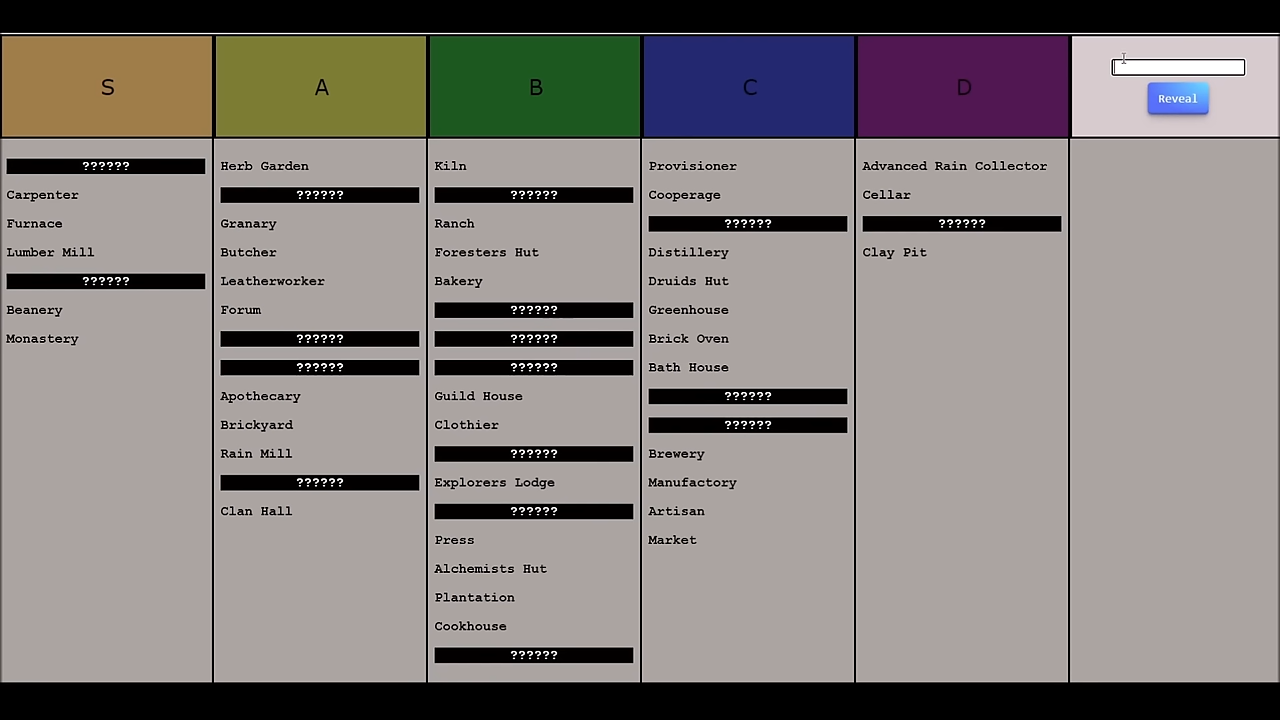 S
A
B
C
D
Reveal
??????
Carpenter
Furnace
Lumber Mill
??????
Beanery
Monastery
Herb Garden
??????
Granary
Butcher
Leatherworker
Forum
??????
??????
Apothecary
Brickyard
Rain Mill
??????
Clan Hall
Kiln
??????
Ranch
Foresters Hut
Bakery
??????
??????
??????
Guild House
Clothier
??????
Explorers Lodge
??????
Press
Alchemists Hut
Plantation
Cookhouse
??????
Provisioner
Cooperage
??????
Distillery
Druids Hut
Greenhouse
Brick Oven
Bath House
??????
??????
Brewery
Manufactory
Artisan
Market
Advanced Rain Collector
Cellar
??????
Clay Pit